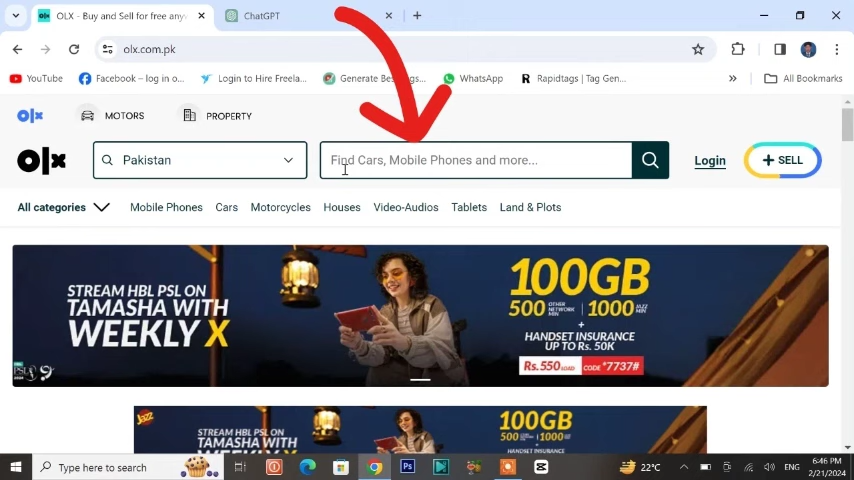 OLX - Buy and Sell for free anyw
ChatGPT
olx.com.pk
YouTube
Facebook – log in o...
Login to Hire Freela...
WhatsApp
Rapidtags | Tag Gen...
All Bookmarks
olx
MOTORS
PROPERTY
olx
Pakistan
Find Cars, Mobile Phones and more...
Login
+ SELL
All categories
Mobile Phones
Cars
Motorcycles
Houses
Video-Audios
Tablets
Land & Plots
STREAM HBL PSL ON
TAMASHA WITH
WEEKLY X
100GB
500 OTHER NETWORK MIN 1000 JAZZ MIN
+
HANDSET INSURANCE
UP TO Rs. 50K
Rs.550 LOAD CODE *7737#
Jazz
STREAM HBL PSL ON
TAMASHA WITH
100GB
Type here to search
22°C
ENG
6:46 PM
2/21/2024